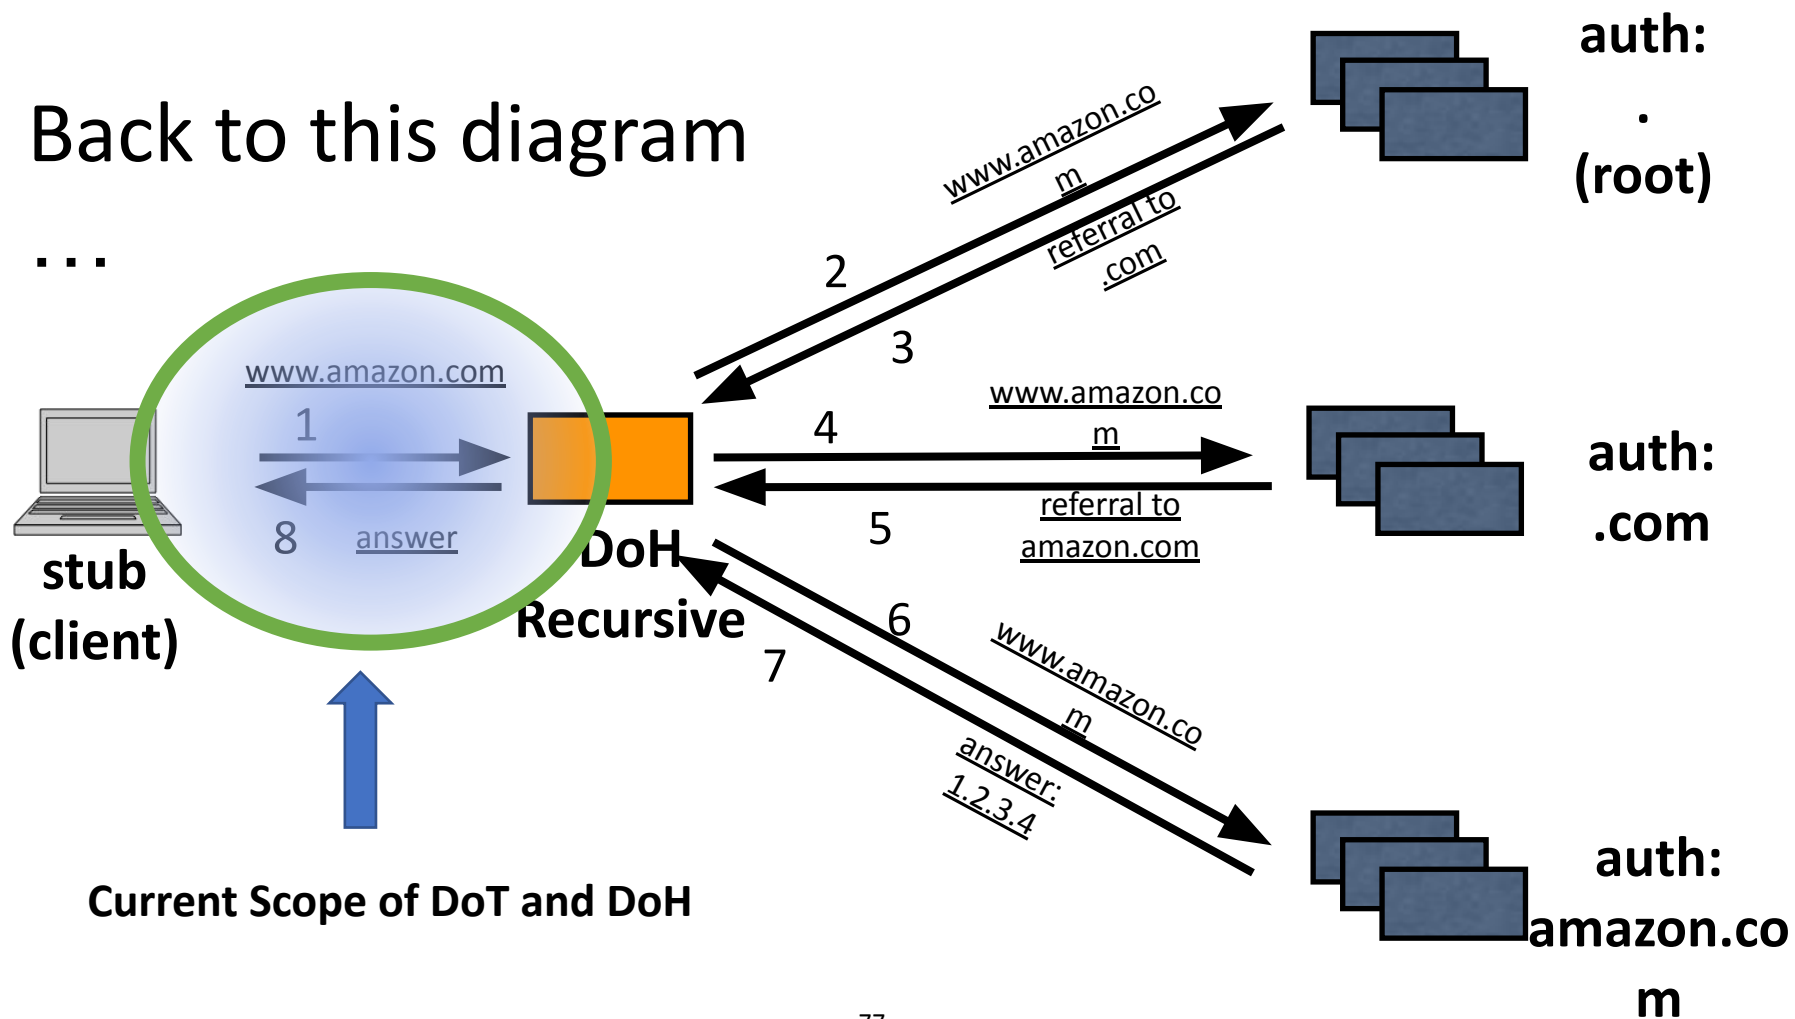 Back to this diagram
...
www.amazon.com
1
8
answer
stub
(client)
DoH
Recursive
Current Scope of DoT and DoH
2
www.amazon.co
m
3
referral to
.com
4
www.amazon.co
m
5
referral to
amazon.com
6
www.amazon.co
m
7
answer:
1.2.3.4
auth:
.
(root)
auth:
.com
auth:
amazon.co
m
77